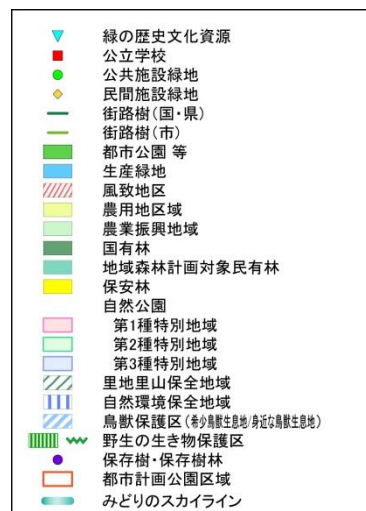 緑の歴史文化資源
公立学校
公共施設緑地
民間施設緑地
街路樹(国・県)
街路樹(市)
都市公園 等
生産緑地
風致地区
農用地区域
農業振興地域
国有林
地域森林計画対象民有林
保安林
自然公園
第1種特別地域
第2種特別地域
第3種特別地域
里地里山保全地域
自然環境保全地域
鳥獣保護区(希少鳥獣生息地/身近な鳥獣生息地)
野生の生き物保護区
保存樹・保存樹林
都市計画公園区域
みどりのスカイライン